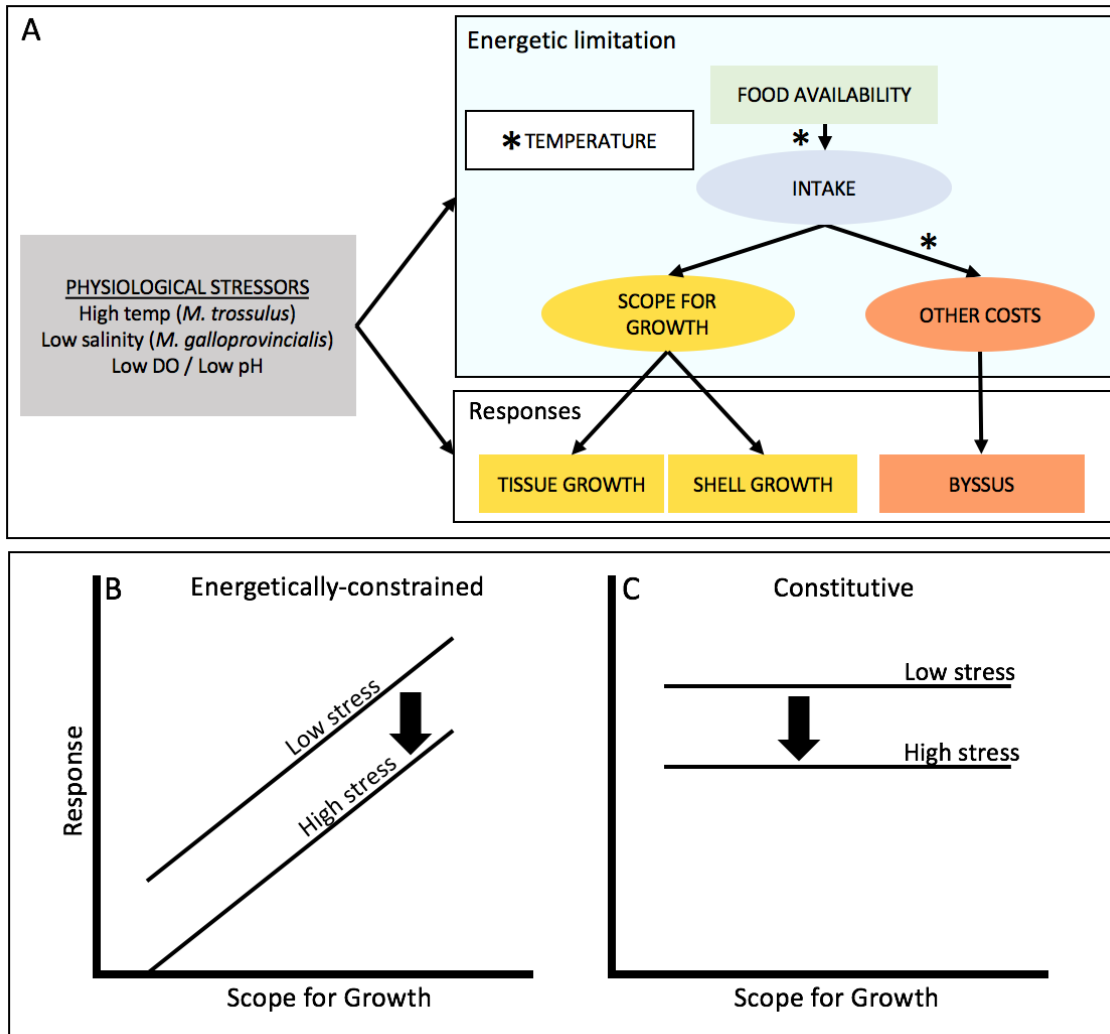 A
Energetic limitation
FOOD AVAILABILITY
* TEMPERATURE
*
INTAKE
*
PHYSIOLOGICAL STRESSORS
High temp (M. trossulus)
Low salinity (M. galloprovincialis)
Low DO / Low pH
SCOPE FOR
GROWTH
OTHER COSTS
Responses
TISSUE GROWTH
SHELL GROWTH
BYSSUS
B
Energetically-constrained
Low stress
High stress
Response
Scope for Growth
C
Constitutive
Low stress
High stress
Scope for Growth